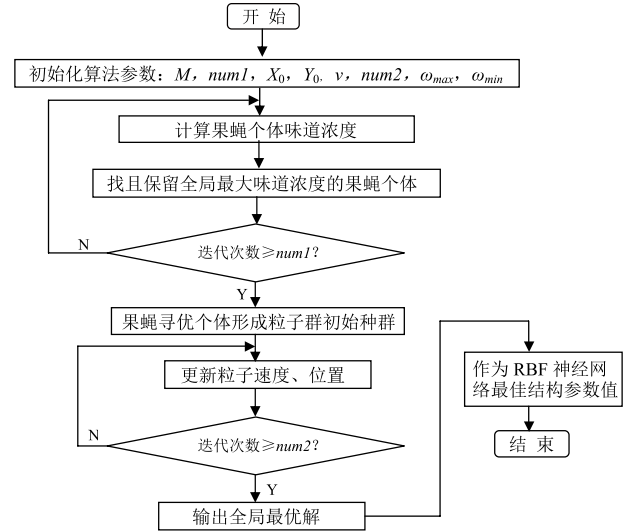 开 始
初始化算法参数：M，num1，X₀，Y₀，v，num2，ωmax，ωmin
计算果蝇个体味道浓度
找且保留全局最大味道浓度的果蝇个体
N
迭代次数≥num1?
Y
果蝇寻优个体形成粒子群初始种群
更新粒子速度、位置
N
迭代次数≥num2?
Y
输出全局最优解
作为 RBF 神经网
络最佳结构参数值
结 束